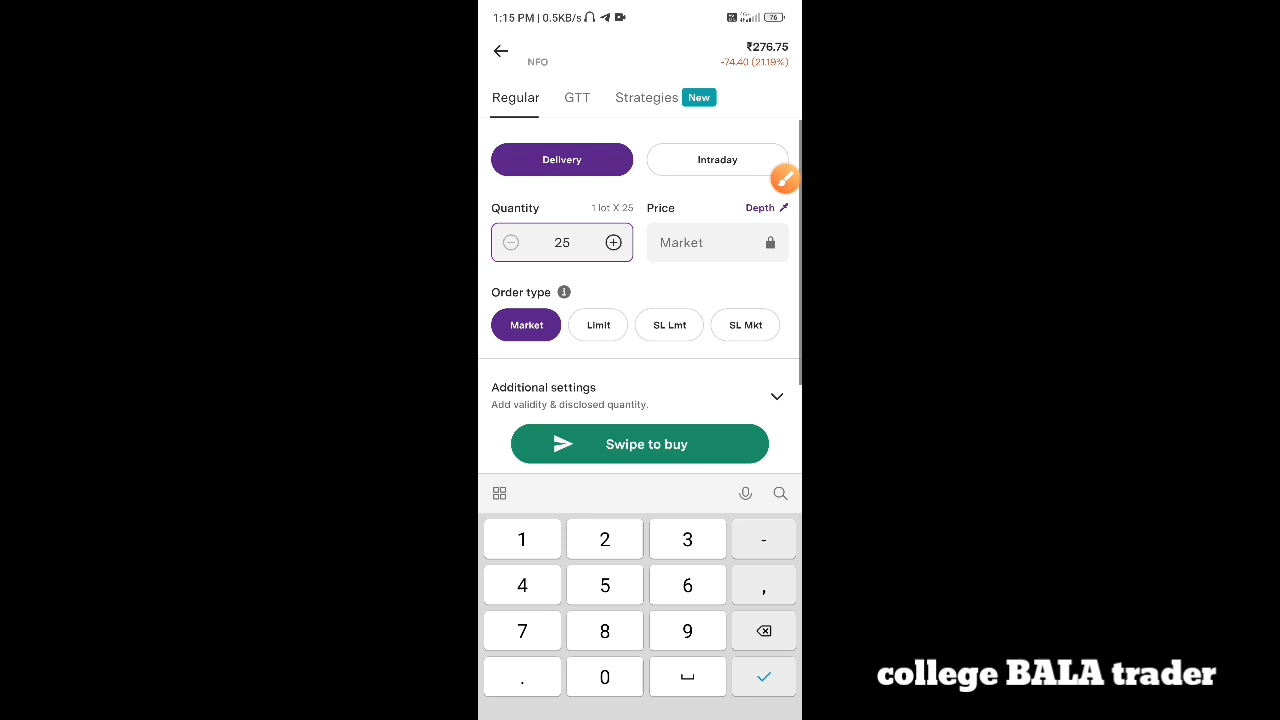 1:15 PM | 0.5KB/s
76
₹276.75
NFO
-74.40 (21.19%)
Regular
GTT
Strategies
New
Delivery
Intraday
Quantity
1 lot X 25
Price
Depth
25
Market
Order type
Market
Limit
SL Lmt
SL Mkt
Additional settings
Add validity & disclosed quantity.
Swipe to buy
1 2 3 -
4 5 6 ,
7 8 9
. 0
college BALA trader